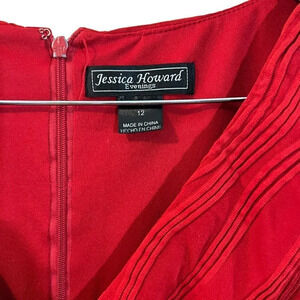 Jessica Howard
Evenings
12
MADE IN CHINA
HECHO EN CHINA